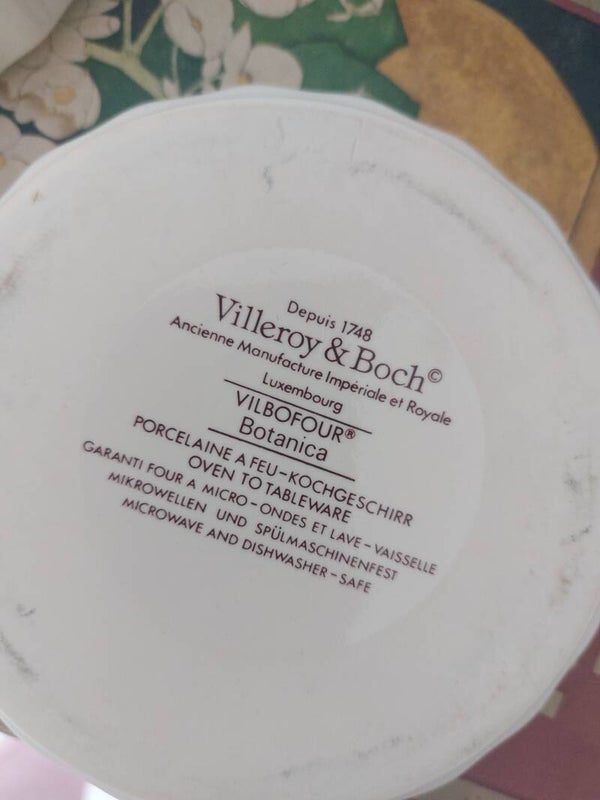 Depuis 1748
Villeroy & Boch©
Ancienne Manufacture Impériale et Royale
Luxembourg
VILBOFOUR®
Botanica
PORCELAINE A FEU-KOCHGESCHIRR
OVEN TO TABLEWARE
GARANTI FOUR A MICRO-ONDES ET LAVE-VAISSELLE
MIKROWELLEN UND SPÜLMASCHINENFEST
MICROWAVE AND DISHWASHER-SAFE